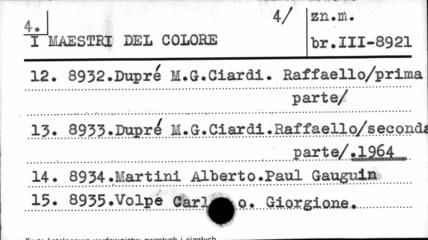 4.
4/
zn.m.
I MAESTRI DEL COLORE
br.III-8921
12. 8932.Dupré M.G.Ciardi. Raffaello/prima
parte/
13. 8933.Dupré M.G.Ciardi.Raffaello/seconda
parte/.1964
14. 8934.Martini Alberto.Paul Gauguin
15. 8935.Volpé Carl o. Giorgione.